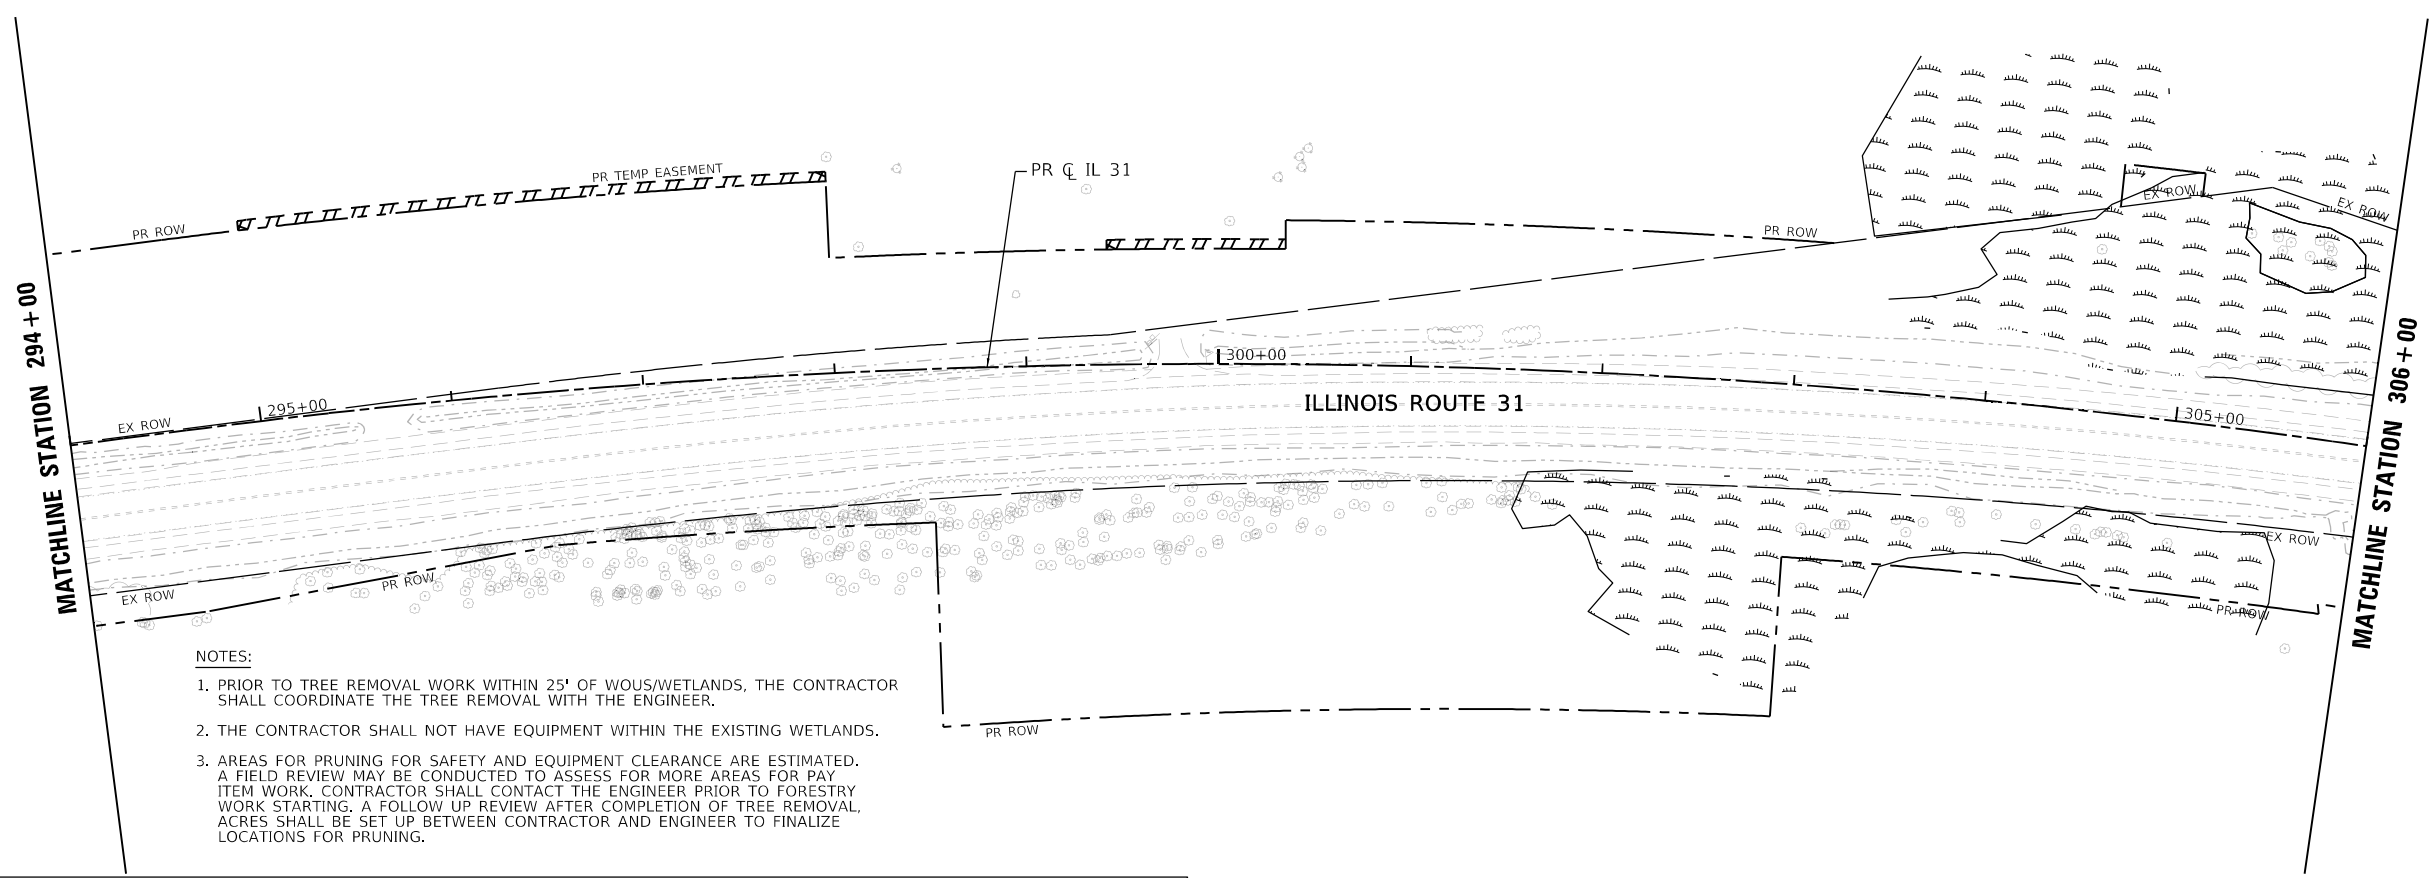 PR TEMP EASEMENT
PR ROW
PR ℄ IL 31
PR ROW
EX ROW
EX ROW
MATCHLINE STATION 294+00
MATCHLINE STATION 306+00
300+00
295+00
305+00
ILLINOIS ROUTE 31
EX ROW
EX ROW
PR ROW
EX ROW
PR ROW
PR ROW
NOTES:
1. PRIOR TO TREE REMOVAL WORK WITHIN 25' OF WOUS/WETLANDS, THE CONTRACTOR
SHALL COORDINATE THE TREE REMOVAL WITH THE ENGINEER.
2. THE CONTRACTOR SHALL NOT HAVE EQUIPMENT WITHIN THE EXISTING WETLANDS.
3. AREAS FOR PRUNING FOR SAFETY AND EQUIPMENT CLEARANCE ARE ESTIMATED.
A FIELD REVIEW MAY BE CONDUCTED TO ASSESS FOR MORE AREAS FOR PAY
ITEM WORK. CONTRACTOR SHALL CONTACT THE ENGINEER PRIOR TO FORESTRY
WORK STARTING. A FOLLOW UP REVIEW AFTER COMPLETION OF TREE REMOVAL,
ACRES SHALL BE SET UP BETWEEN CONTRACTOR AND ENGINEER TO FINALIZE
LOCATIONS FOR PRUNING.